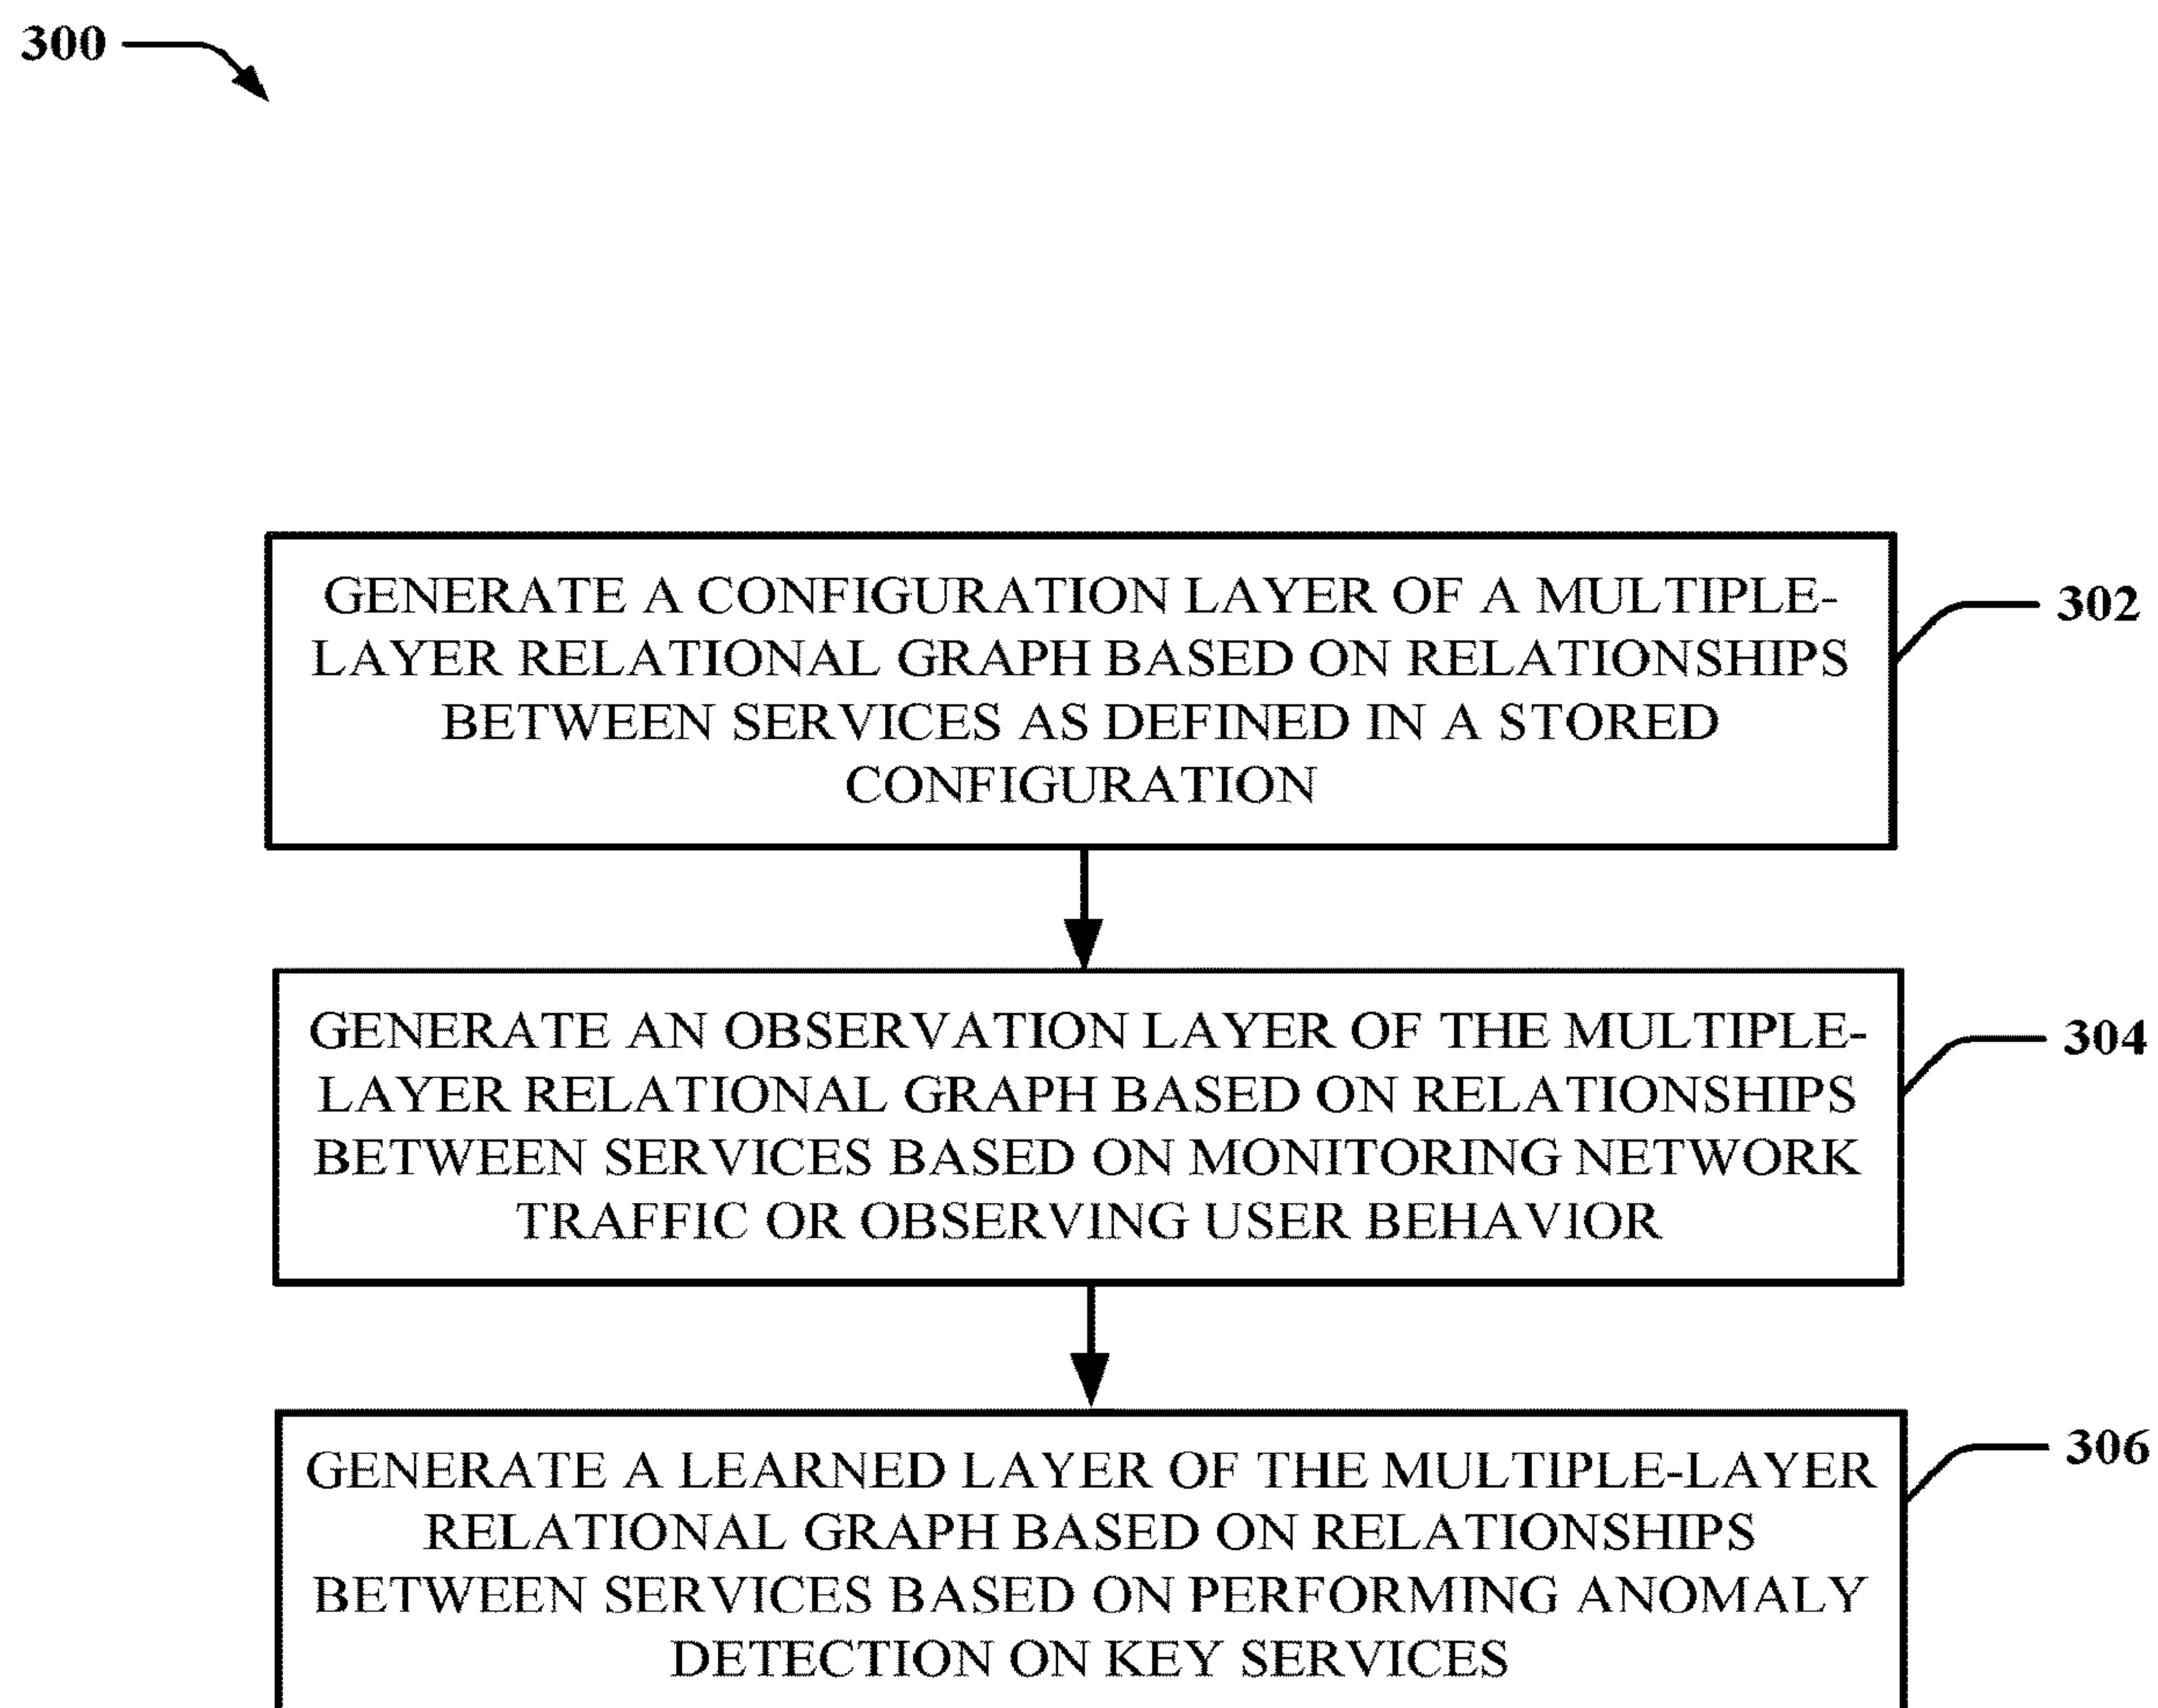 300
GENERATE A CONFIGURATION LAYER OF A MULTIPLE-
LAYER RELATIONAL GRAPH BASED ON RELATIONSHIPS
BETWEEN SERVICES AS DEFINED IN A STORED
CONFIGURATION
302
GENERATE AN OBSERVATION LAYER OF THE MULTIPLE-
LAYER RELATIONAL GRAPH BASED ON RELATIONSHIPS
BETWEEN SERVICES BASED ON MONITORING NETWORK
TRAFFIC OR OBSERVING USER BEHAVIOR
304
GENERATE A LEARNED LAYER OF THE MULTIPLE-LAYER
RELATIONAL GRAPH BASED ON RELATIONSHIPS
BETWEEN SERVICES BASED ON PERFORMING ANOMALY
DETECTION ON KEY SERVICES
306